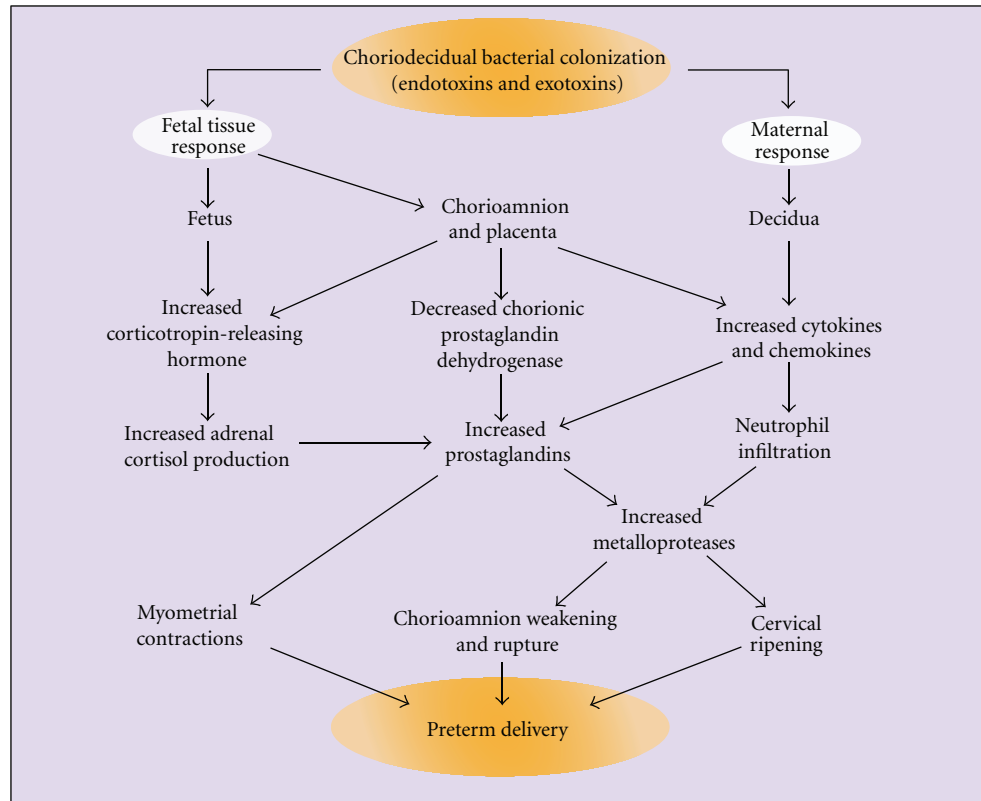 Choriodecidual bacterial colonization
(endotoxins and exotoxins)
Fetal tissue
response
Maternal
response
Fetus
Chorioamnion
and placenta
Decidua
Increased
corticotropin-releasing
hormone
Decreased chorionic
prostaglandin
dehydrogenase
Increased cytokines
and chemokines
Increased adrenal
cortisol production
Increased
prostaglandins
Neutrophil
infiltration
Increased
metalloproteases
Myometrial
contractions
Chorioamnion weakening
and rupture
Cervical
ripening
Preterm delivery